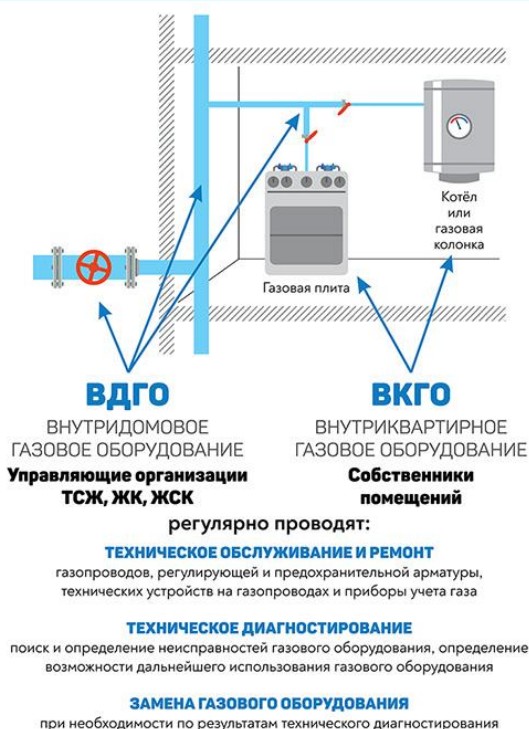 Котёл
или
газовая
колонка
Газовая плита
ВДГО
ВНУТРИДОМОВОЕ
ГАЗОВОЕ ОБОРУДОВАНИЕ
Управляющие организации
ТСЖ, ЖК, ЖСК
ВКГО
ВНУТРИКВАРТИРНОЕ
ГАЗОВОЕ ОБОРУДОВАНИЕ
Собственники
помещений
регулярно проводят:
ТЕХНИЧЕСКОЕ ОБСЛУЖИВАНИЕ И РЕМОНТ
газопроводов, регулирующей и предохранительной арматуры,
технических устройств на газопроводах и приборы учета газа
ТЕХНИЧЕСКОЕ ДИАГНОСТИРОВАНИЕ
поиск и определение неисправностей газового оборудования, определение
возможности дальнейшего использования газового оборудования
ЗАМЕНА ГАЗОВОГО ОБОРУДОВАНИЯ
при необходимости по результатам технического диагностирования